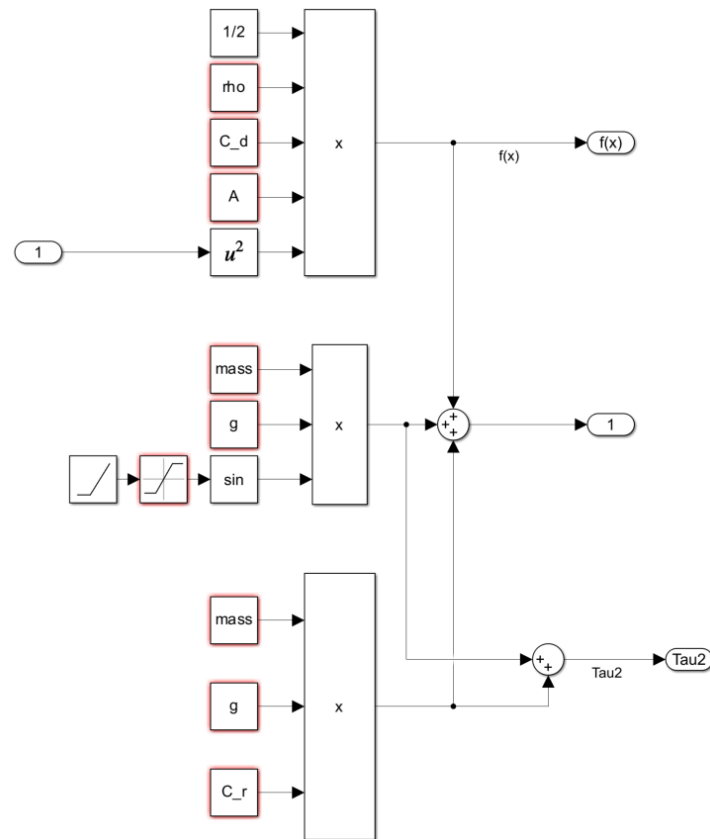 1/2
rho
C_d
x
f(x)
f(x)
A
1
u²
mass
g
x
+
+
+
1
sin
mass
g
x
+
+
Tau2
Tau2
C_r